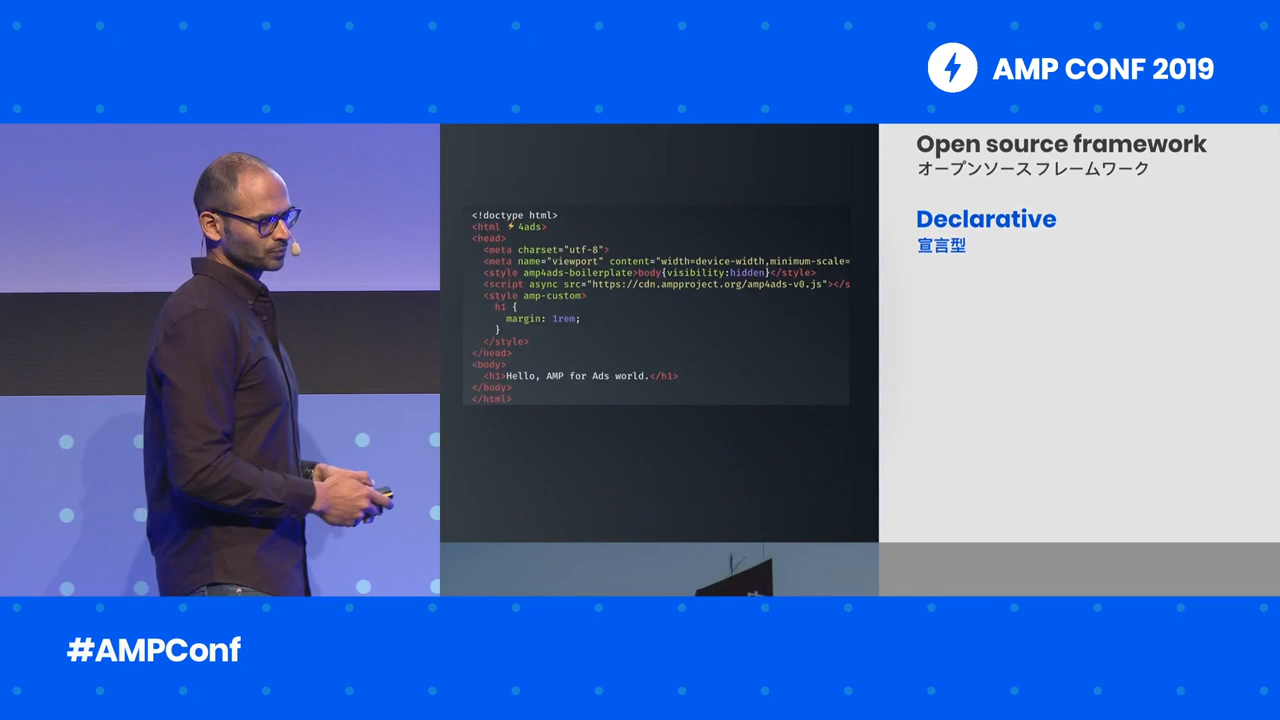 AMP CONF 2019
<!doctype html>
<html ⚡4ads>
<head>
<meta charset="utf-8">
<meta name="viewport" content="width=device-width,minimum-scale=
<style amp4ads-boilerplate>body{visibility:hidden}</style>
<script async src="https://cdn.ampproject.org/amp4ads-v0.js"></s
<style amp-custom>
h1 {
margin: 1rem;
}
</style>
</head>
<body>
<h1>Hello, AMP for Ads world.</h1>
</body>
</html>
Open source framework
オープンソース フレームワーク
Declarative
宣言型
#AMPConf